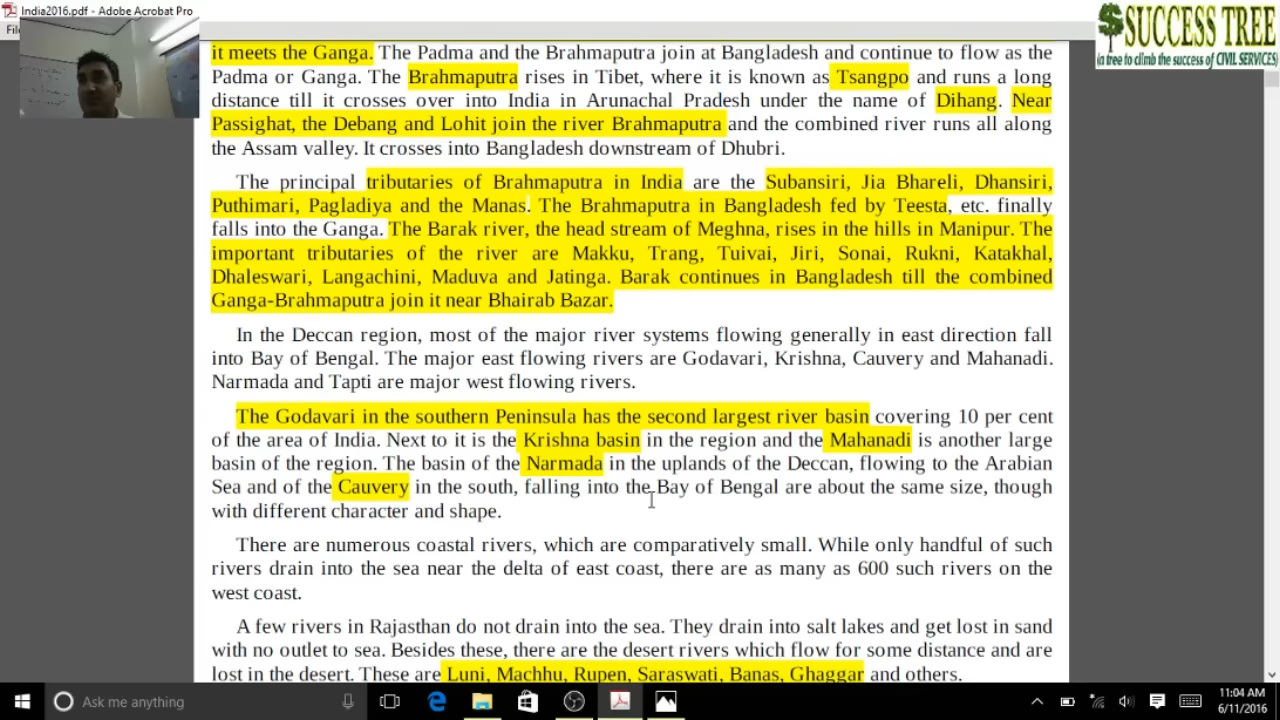 India2016.pdf - Adobe Acrobat Pro
SUCCESS TREE
(a tree to climb the success of CIVIL SERVICES)
it meets the Ganga. The Padma and the Brahmaputra join at Bangladesh and continue to flow as the
Padma or Ganga. The Brahmaputra rises in Tibet, where it is known as Tsangpo and runs a long
distance till it crosses over into India in Arunachal Pradesh under the name of Dihang. Near
Passighat, the Debang and Lohit join the river Brahmaputra and the combined river runs all along
the Assam valley. It crosses into Bangladesh downstream of Dhubri.
The principal tributaries of Brahmaputra in India are the Subansiri, Jia Bhareli, Dhansiri,
Puthimari, Pagladiya and the Manas. The Brahmaputra in Bangladesh fed by Teesta, etc. finally
falls into the Ganga. The Barak river, the head stream of Meghna, rises in the hills in Manipur. The
important tributaries of the river are Makku, Trang, Tuivai, Jiri, Sonai, Rukni, Katakhal,
Dhaleswari, Langachini, Maduva and Jatinga. Barak continues in Bangladesh till the combined
Ganga-Brahmaputra join it near Bhairab Bazar.
In the Deccan region, most of the major river systems flowing generally in east direction fall
into Bay of Bengal. The major east flowing rivers are Godavari, Krishna, Cauvery and Mahanadi.
Narmada and Tapti are major west flowing rivers.
The Godavari in the southern Peninsula has the second largest river basin covering 10 per cent
of the area of India. Next to it is the Krishna basin in the region and the Mahanadi is another large
basin of the region. The basin of the Narmada in the uplands of the Deccan, flowing to the Arabian
Sea and of the Cauvery in the south, falling into the Bay of Bengal are about the same size, though
with different character and shape.
There are numerous coastal rivers, which are comparatively small. While only handful of such
rivers drain into the sea near the delta of east coast, there are as many as 600 such rivers on the
west coast.
A few rivers in Rajasthan do not drain into the sea. They drain into salt lakes and get lost in sand
with no outlet to sea. Besides these, there are the desert rivers which flow for some distance and are
lost in the desert. These are Luni, Machhu, Rupen, Saraswati, Banas, Ghaggar and others.
Ask me anything
11:04 AM
6/11/2016